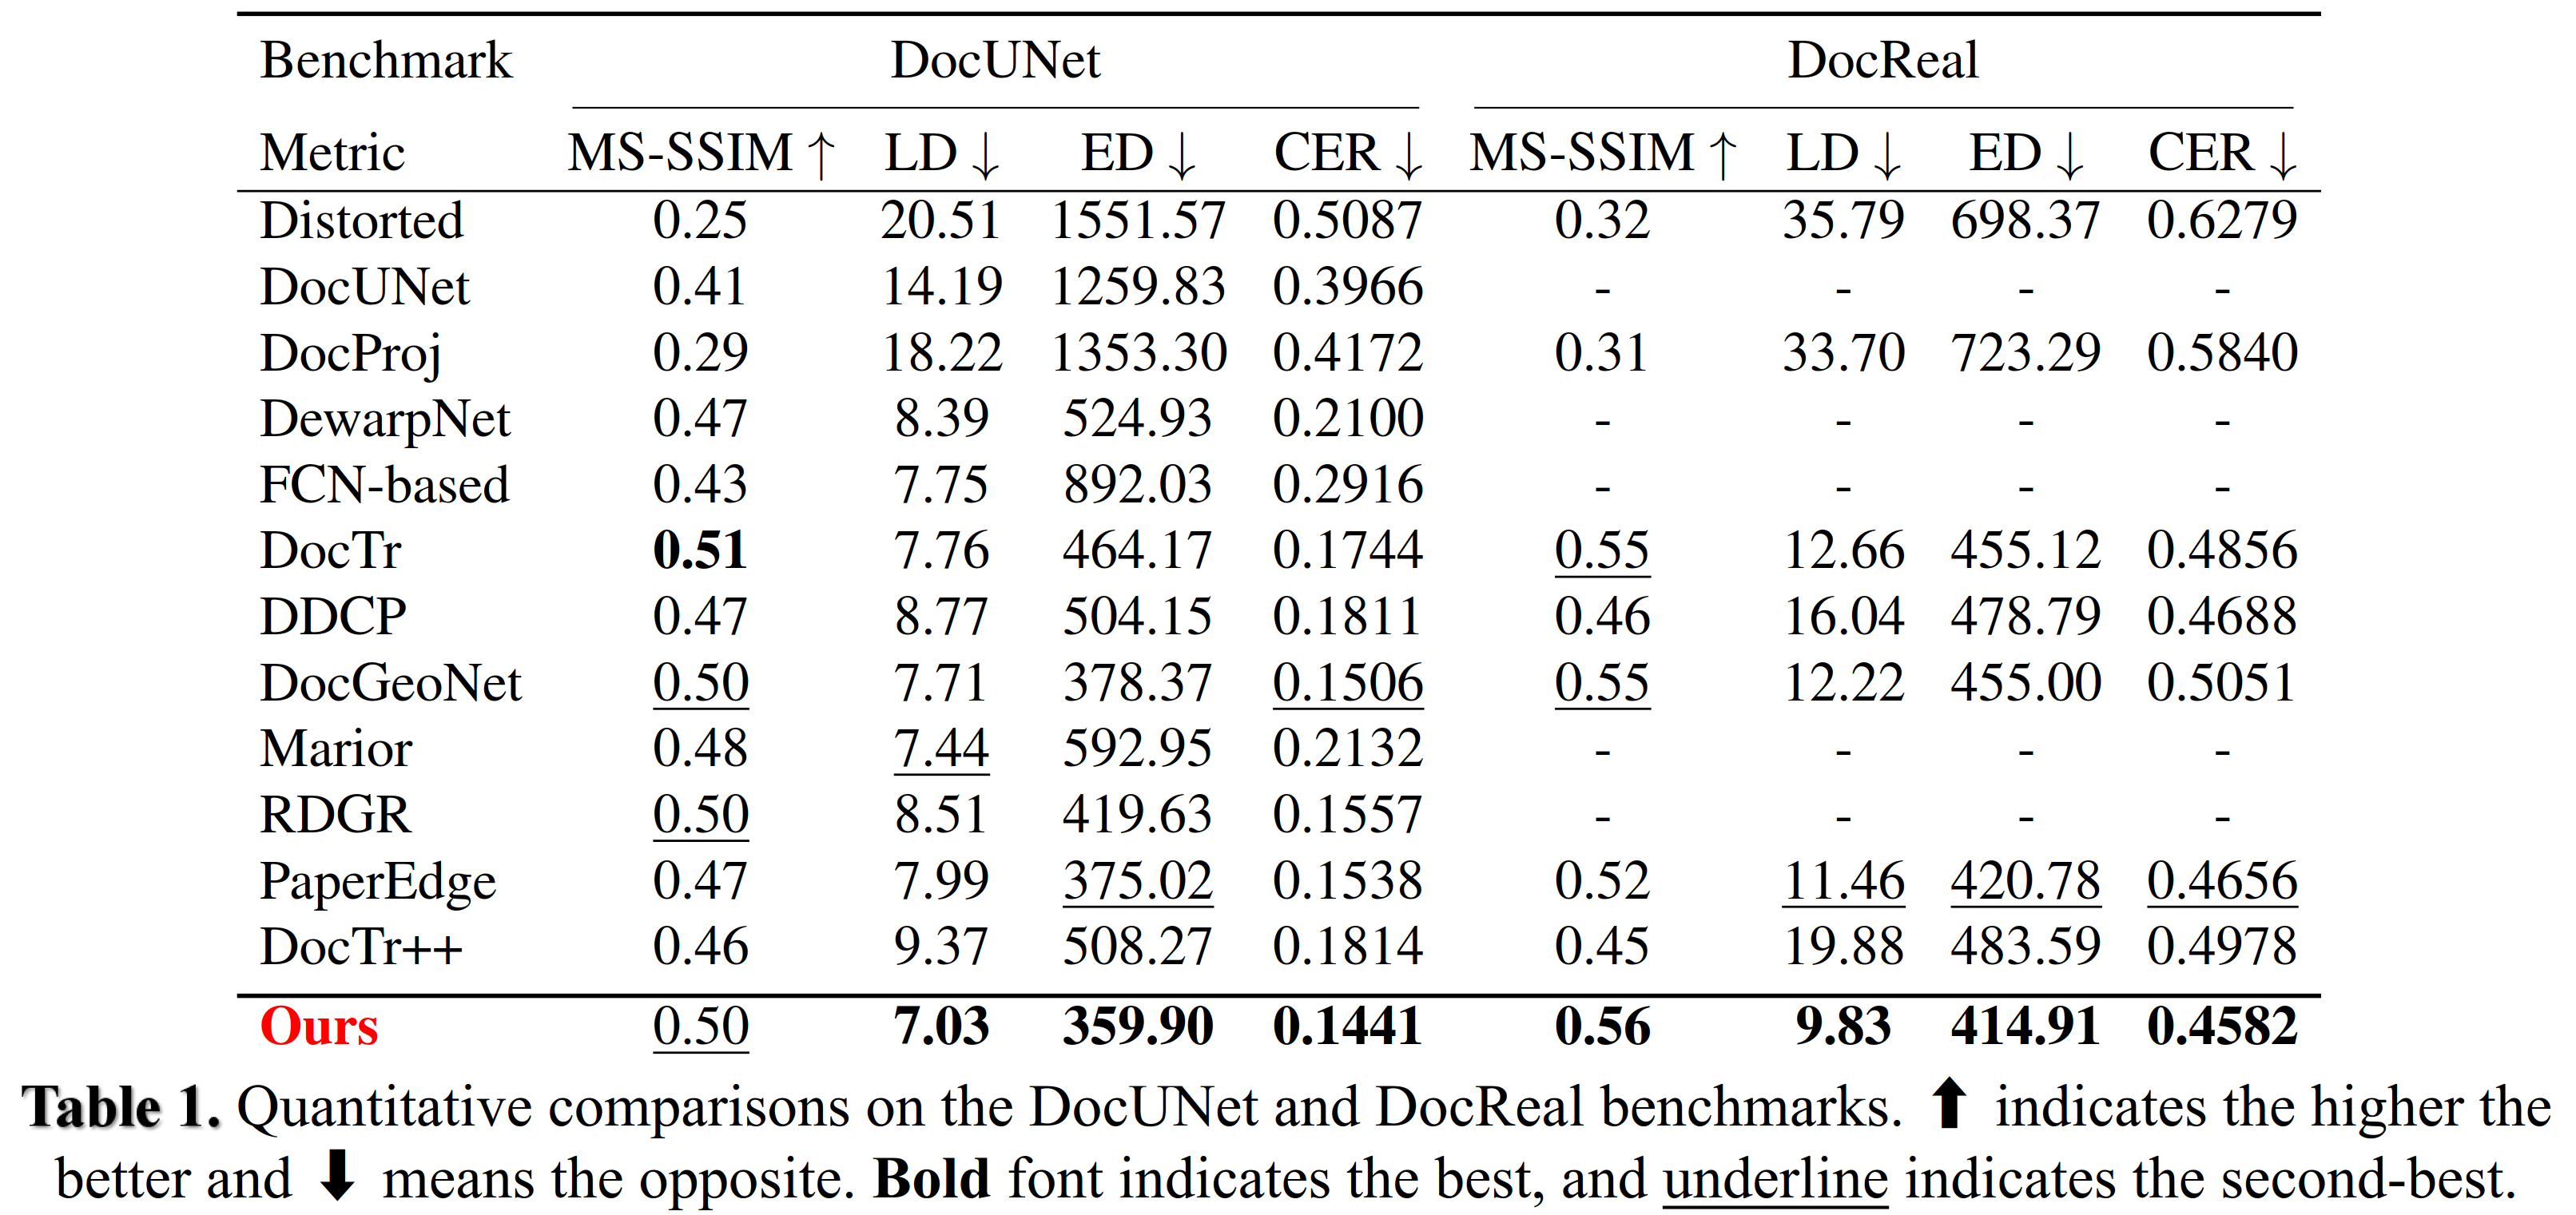 Benchmark DocUNet DocReal
Metric MS-SSIM ↑ LD ↓ ED ↓ CER ↓ MS-SSIM ↑ LD ↓ ED ↓ CER ↓
Distorted 0.25 20.51 1551.57 0.5087 0.32 35.79 698.37 0.6279
DocUNet 0.41 14.19 1259.83 0.3966 - - - -
DocProj 0.29 18.22 1353.30 0.4172 0.31 33.70 723.29 0.5840
DewarpNet 0.47 8.39 524.93 0.2100 - - - -
FCN-based 0.43 7.75 892.03 0.2916 - - - -
DocTr 0.51 7.76 464.17 0.1744 0.55 12.66 455.12 0.4856
DDCP 0.47 8.77 504.15 0.1811 0.46 16.04 478.79 0.4688
DocGeoNet 0.50 7.71 378.37 0.1506 0.55 12.22 455.00 0.5051
Marior 0.48 7.44 592.95 0.2132 - - - -
RDGR 0.50 8.51 419.63 0.1557 - - - -
PaperEdge 0.47 7.99 375.02 0.1538 0.52 11.46 420.78 0.4656
DocTr++ 0.46 9.37 508.27 0.1814 0.45 19.88 483.59 0.4978
Ours 0.50 7.03 359.90 0.1441 0.56 9.83 414.91 0.4582
Table 1. Quantitative comparisons on the DocUNet and DocReal benchmarks. ⬆ indicates the higher the
better and ⬇ means the opposite. Bold font indicates the best, and underline indicates the second-best.